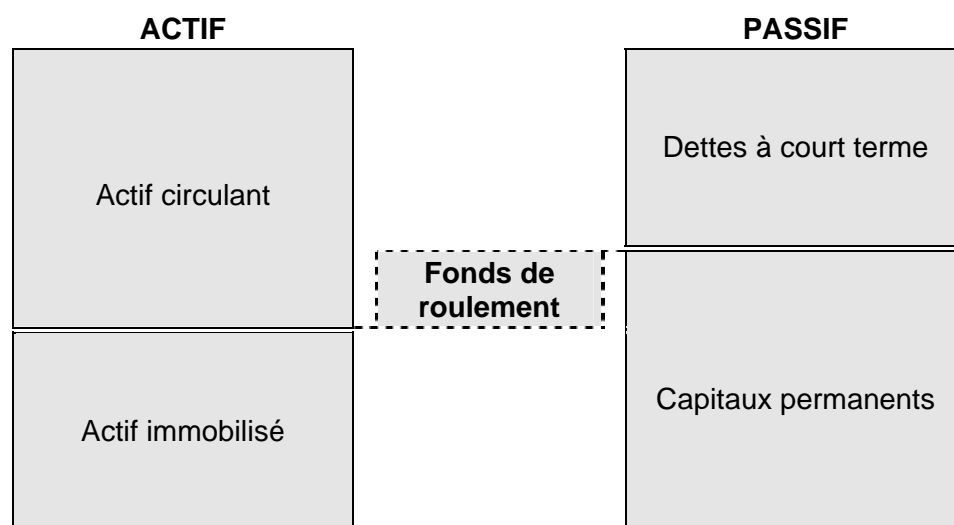 ACTIF
PASSIF
Actif circulant
Dettes à court terme
Fonds de
roulement
Actif immobilisé
Capitaux permanents